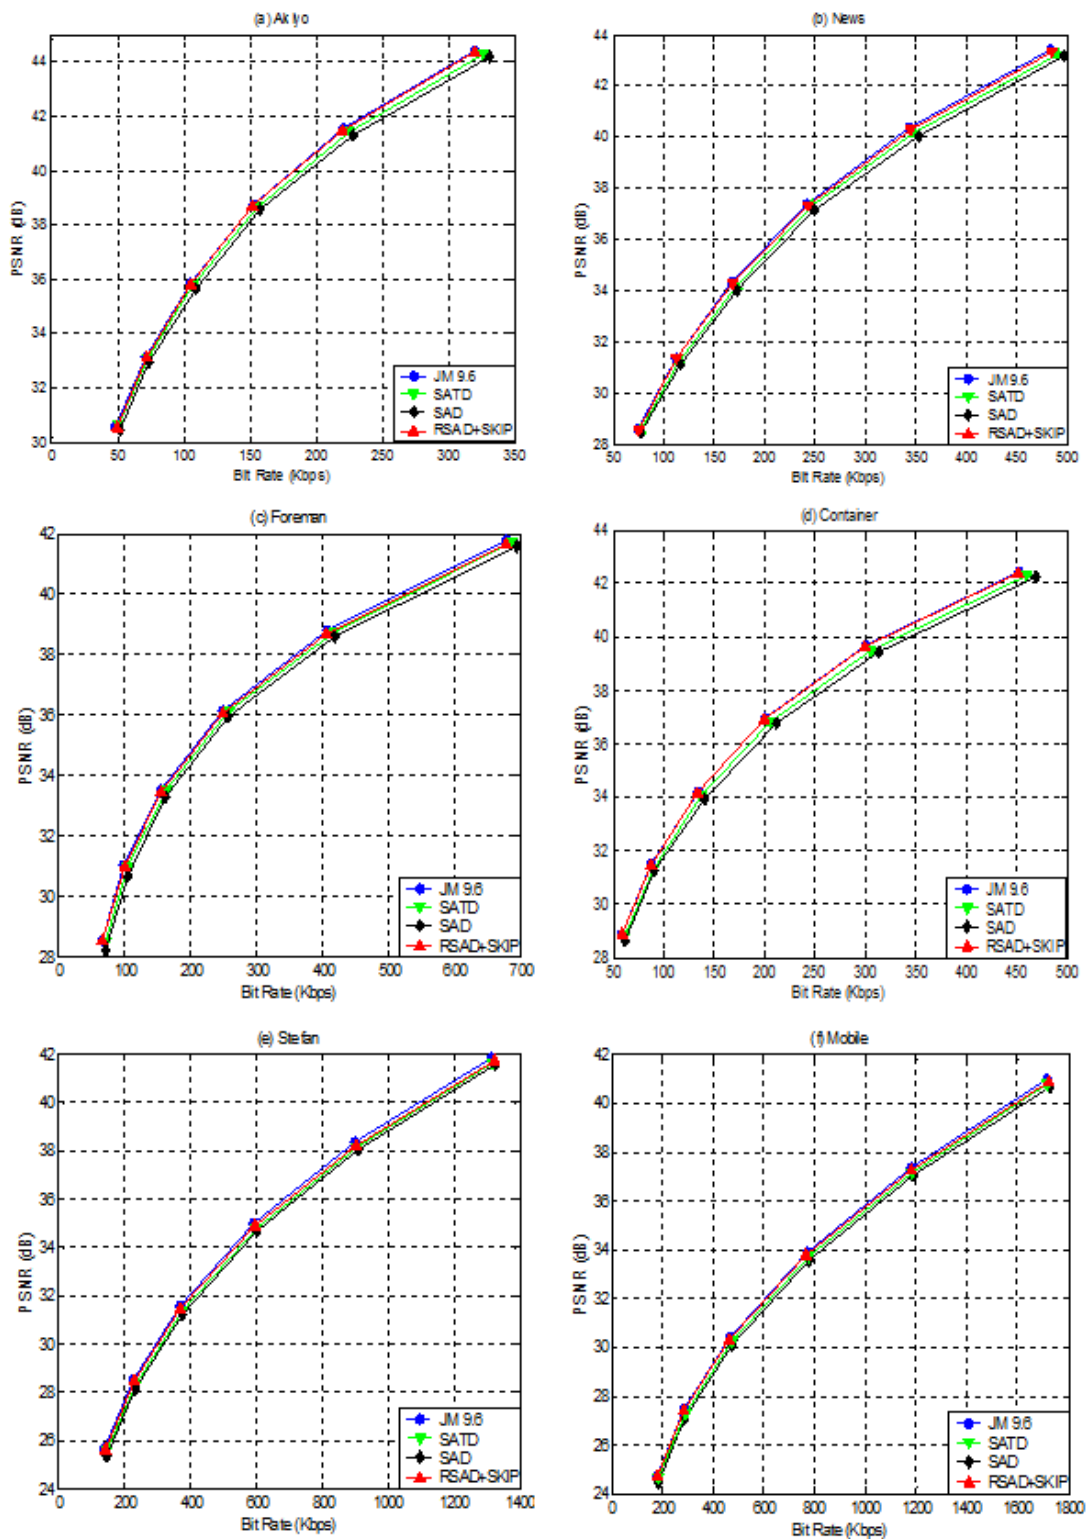 (a) Akiyo
44
42
40
38
36
34
32
30
PSNR (dB)
JM 9.6
SATD
SAD
RSAD+SKIP
0 50 100 150 200 250 300 350
Bit Rate (Kbps)
(b) News
44
42
40
38
36
34
32
30
28
PSNR (dB)
JM 9.6
SATD
SAD
RSAD+SKIP
50 100 150 200 250 300 350 400 450 500
Bit Rate (Kbps)
(c) Foreman
42
40
38
36
34
32
30
28
PSNR (dB)
JM 9.6
SATD
SAD
RSAD+SKIP
0 100 200 300 400 500 600 700
Bit Rate (Kbps)
(d) Container
44
42
40
38
36
34
32
30
28
PSNR (dB)
JM 9.6
SATD
SAD
RSAD+SKIP
50 100 150 200 250 300 350 400 450 500
Bit Rate (Kbps)
(e) Stefan
42
40
38
36
34
32
30
28
26
24
PSNR (dB)
JM 9.6
SATD
SAD
RSAD+SKIP
0 200 400 600 800 1000 1200 1400
Bit Rate (Kbps)
(f) Mobile
42
40
38
36
34
32
30
28
26
24
PSNR (dB)
JM 9.6
SATD
SAD
RSAD+SKIP
0 200 400 600 800 1000 1200 1400 1600 1800
Bit Rate (Kbps)